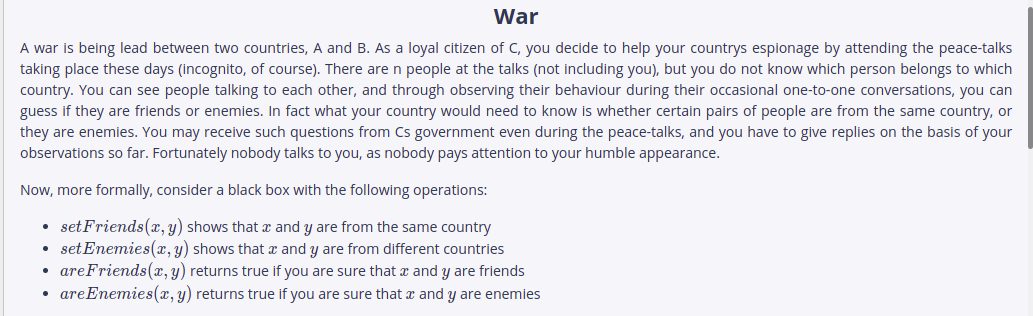 War
A war is being lead between two countries, A and B. As a loyal citizen of C, you decide to help your countrys espionage by attending the peace-talks
taking place these days (incognito, of course). There are n people at the talks (not including you), but you do not know which person belongs to which
country. You can see people talking to each other, and through observing their behaviour during their occasional one-to-one conversations, you can
guess if they are friends or enemies. In fact what your country would need to know is whether certain pairs of people are from the same country, or
they are enemies. You may receive such questions from Cs government even during the peace-talks, and you have to give replies on the basis of your
observations so far. Fortunately nobody talks to you, as nobody pays attention to your humble appearance.
Now, more formally, consider a black box with the following operations:
• setFriends(x, y) shows that x and y are from the same country
• setEnemies(x, y) shows that x and y are from different countries
• areFriends(x, y) returns true if you are sure that x and y are friends
• areEnemies(x, y) returns true if you are sure that x and y are enemies